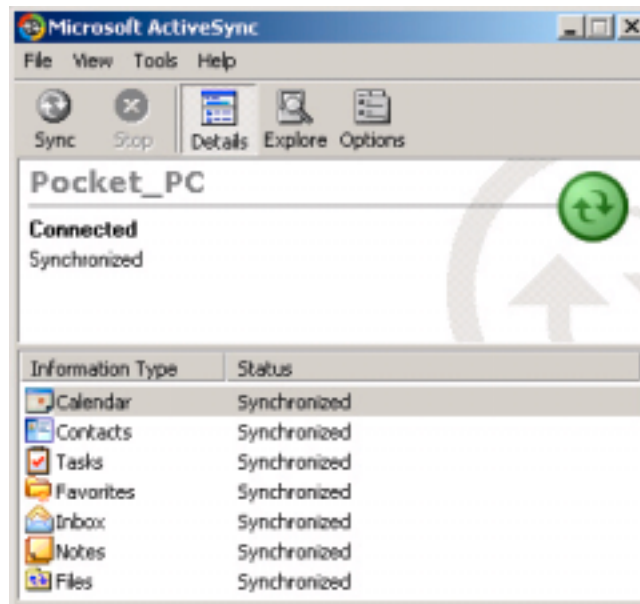 Microsoft ActiveSync
File View Tools Help
Sync Stop Details Explore Options
Pocket_PC
Connected
Synchronized
Information Type Status
Calendar Synchronized
Contacts Synchronized
Tasks Synchronized
Favorites Synchronized
Inbox Synchronized
Notes Synchronized
Files Synchronized